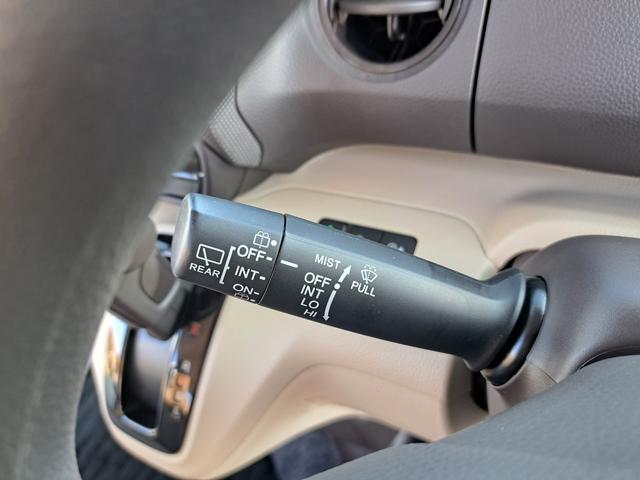 OFF
REAR
INT
ON
MIST
OFF
INT
LO
HI
PULL